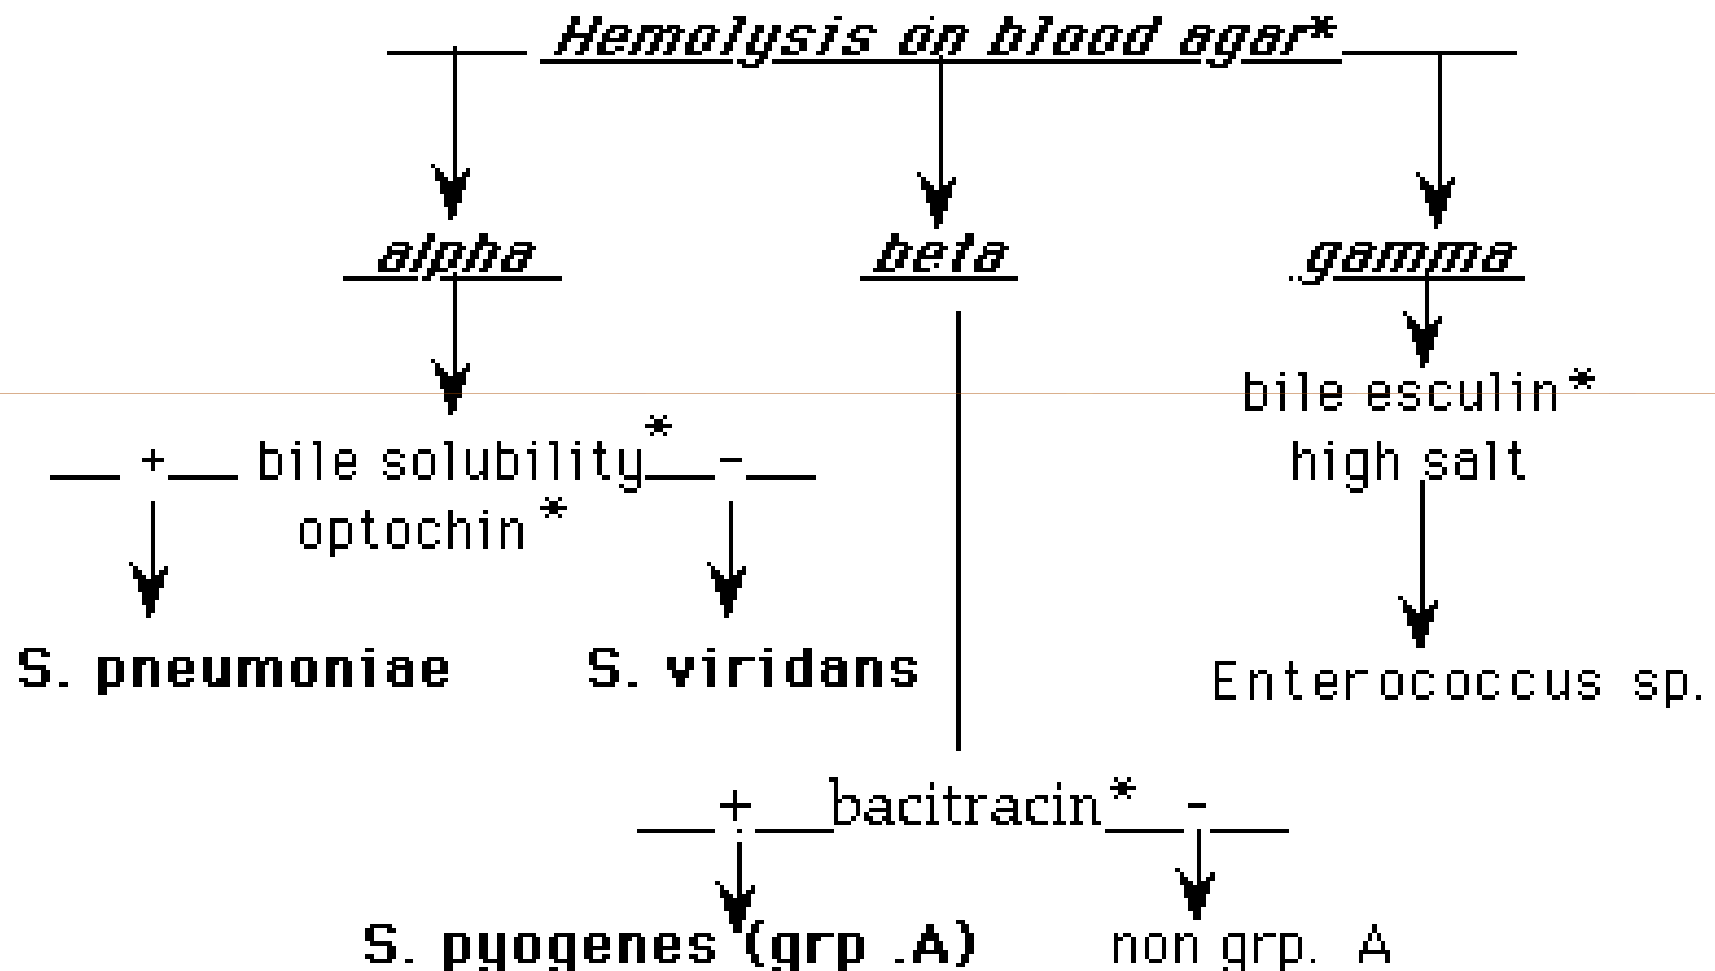 Hemolysis on blood agar*
alpha beta gamma
bile esculin*
high salt
+ bile solubility* -
optochin*
S. pneumoniae S. viridans Enterococcus sp.
+ bacitracin* -
S. pyogenes (grp .A) non grp. A